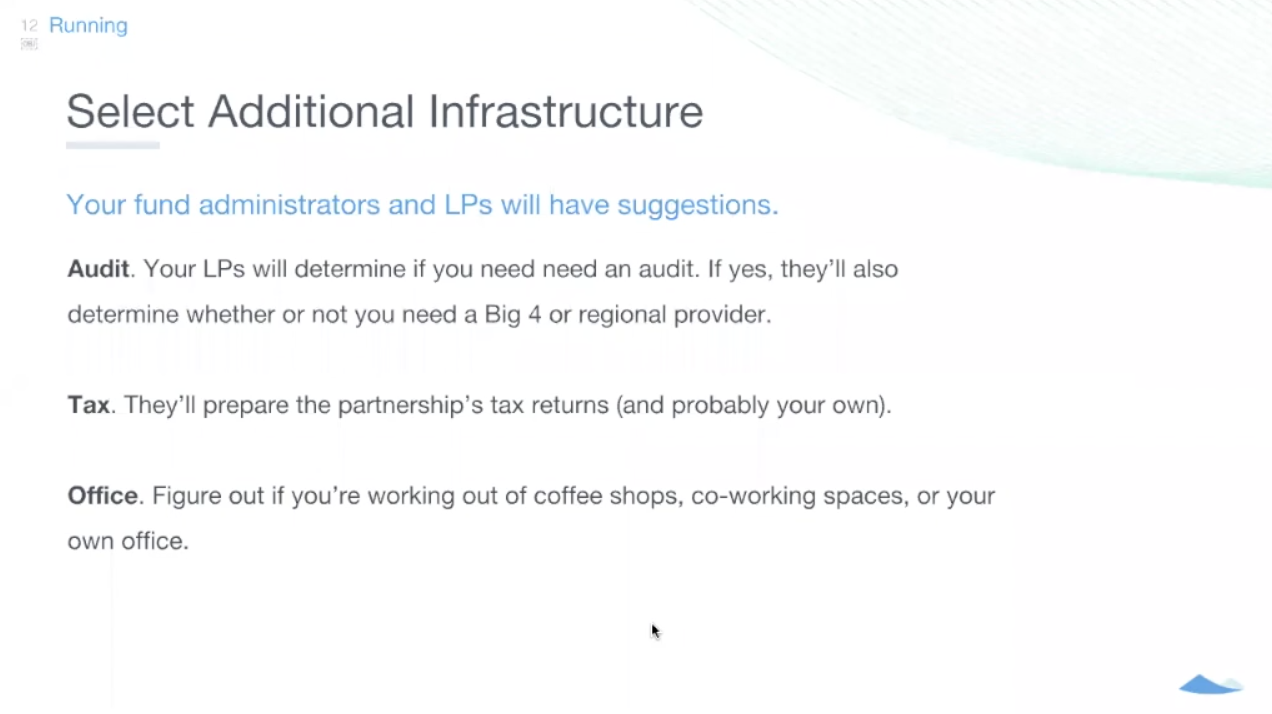 12 Running
Select Additional Infrastructure
Your fund administrators and LPs will have suggestions.
Audit. Your LPs will determine if you need need an audit. If yes, they’ll also
determine whether or not you need a Big 4 or regional provider.
Tax. They’ll prepare the partnership’s tax returns (and probably your own).
Office. Figure out if you’re working out of coffee shops, co-working spaces, or your
own office.